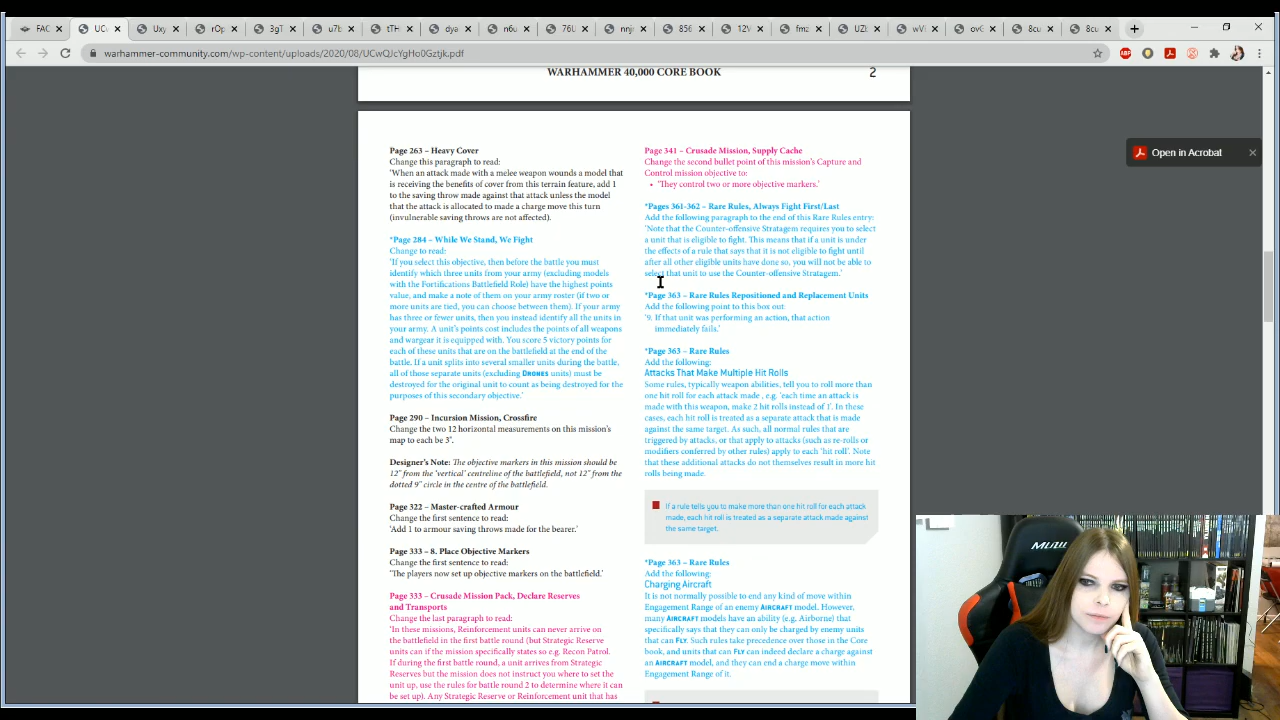 FAC
UC
Uxy
rOp
3gT
u7b
tTH
dya
n6u
76U
nnji
x6t
12V
UZl
wVi
ovG
8cu
8cu
warhammer-community.com/wp-content/uploads/2020/08/UCwQJcYgHo0Gztjk.pdf
WARHAMMER 40,000 CORE BOOK 2
Open in Acrobat
Page 263 – Heavy Cover
Change this paragraph to read:
'When an attack made with a melee weapon wounds a model that
is receiving the benefits of cover from this terrain feature, add 1
to the saving throw made against that attack unless the model
that the attack is allocated to made a charge move this turn
(invulnerable saving throws are not affected).
*Page 284 – While We Stand, We Fight
Change to read:
'If you select this objective, then before the battle you must
identify which three units from your army (excluding models
with the Fortifications Battlefield Role) have the highest points
value, and make a note of them on your army roster (if two or
more units are tied, you can choose between them). If your army
has three or fewer units, then you instead identify all the units in
your army. A unit's points cost includes the points of all weapons
and wargear it is equipped with. You score 5 victory points for
each of these units that are on the battlefield at the end of the
battle. If a unit splits into several smaller units during the battle,
all of those separate units (excluding DRONES units) must be
destroyed for the original unit to count as being destroyed for the
purposes of this secondary objective.'
Page 290 – Incursion Mission, Crossfire
Change the two 12 horizontal measurements on this mission's
map to each be 3".
Designer's Note: The objective markers in this mission should be
12" from the 'vertical' centreline of the battlefield, not 12" from the
dotted 9" circle in the centre of the battlefield.
Page 322 – Master-crafted Armour
Change the first sentence to read:
'Add 1 to armour saving throws made for the bearer.'
Page 333 – 8. Place Objective Markers
Change the first sentence to read:
'The players now set up objective markers on the battlefield.'
Page 333 – Crusade Mission Pack, Declare Reserves
and Transports
Change the last paragraph to read:
'In these missions, Reinforcement units can never arrive on
the battlefield in the first battle round (but Strategic Reserve
units can if the mission specifically states so e.g. Recon Patrol.
If during the first battle round, a unit arrives from Strategic
Reserves but the mission does not instruct you where to set the
unit up, use the rules for battle round 2 to determine where it can
be set up). Any Strategic Reserve or Reinforcement unit that has
Page 341 – Crusade Mission, Supply Cache
Change the second bullet point of this mission's Capture and
Control mission objective to:
• 'They control two or more objective markers.'
*Pages 361-362 – Rare Rules, Always Fight First/Last
Add the following paragraph to the end of this Rare Rules entry:
'Note that the Counter-offensive Stratagem requires you to select
a unit that is eligible to fight. This means that if a unit is under
the effects of a rule that says that it is not eligible to fight until
after all other eligible units have done so, you will not be able to
select that unit to use the Counter-offensive Stratagem.'
*Page 363 – Rare Rules Repositioned and Replacement Units
Add the following point to this box out:
'9. If that unit was performing an action, that action
immediately fails.'
*Page 363 – Rare Rules
Add the following:
Attacks That Make Multiple Hit Rolls
Some rules, typically weapon abilities, tell you to roll more than
one hit roll for each attack made , e.g. 'each time an attack is
made with this weapon, make 2 hit rolls instead of 1'. In these
cases, each hit roll is treated as a separate attack that is made
against the same target. As such, all normal rules that are
triggered by attacks, or that apply to attacks (such as re-rolls or
modifiers conferred by other rules) apply to each 'hit roll'. Note
that these additional attacks do not themselves result in more hit
rolls being made.
If a rule tells you to make more than one hit roll for each attack
made, each hit roll is treated as a separate attack made against
the same target.
*Page 363 – Rare Rules
Add the following:
Charging Aircraft
It is not normally possible to end any kind of move within
Engagement Range of an enemy AIRCRAFT model. However,
many AIRCRAFT models have an ability (e.g. Airborne) that
specifically says that they can only be charged by enemy units
that can FLY. Such rules take precedence over those in the Core
book, and units that can FLY can indeed declare a charge against
an AIRCRAFT model, and they can end a charge move within
Engagement Range of it.